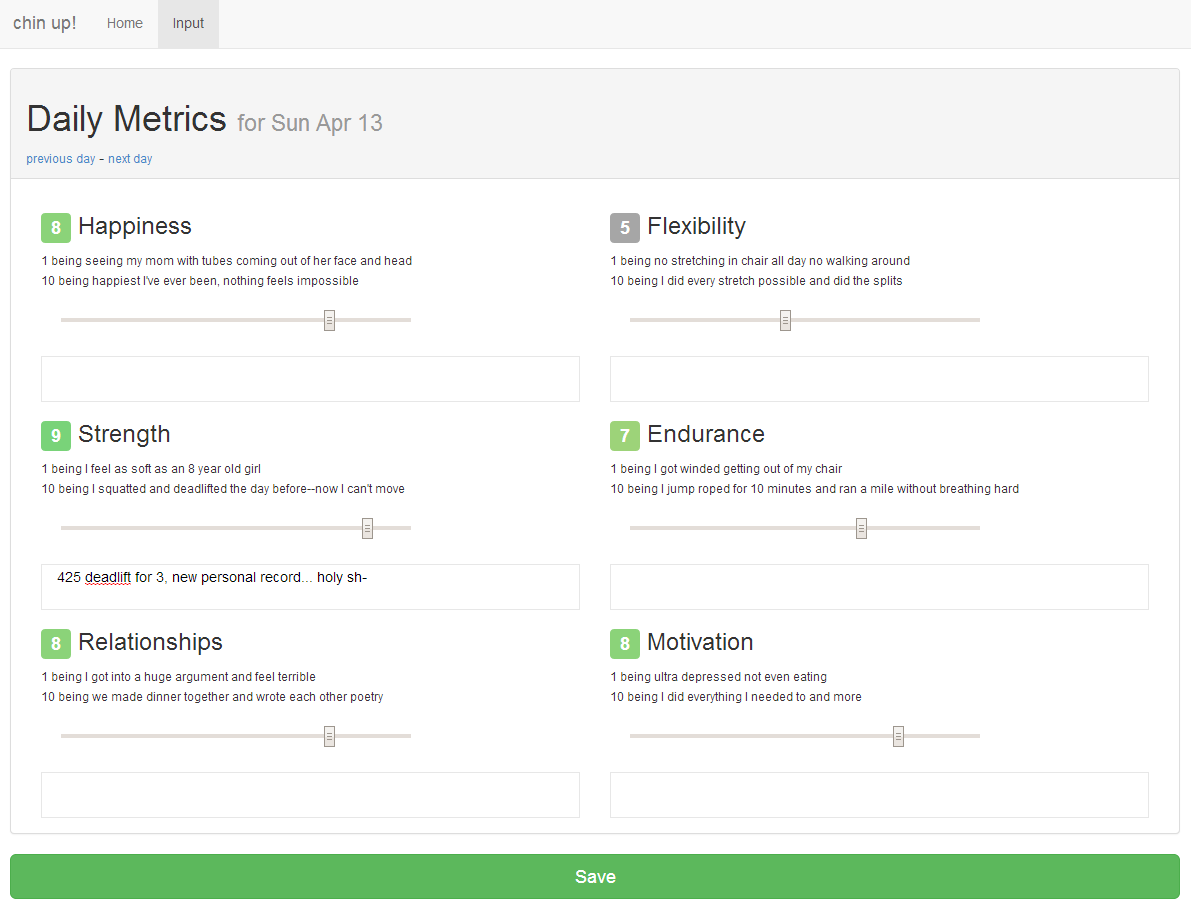 chin up! Home Input
Daily Metrics for Sun Apr 13
previous day - next day
8 Happiness
1 being seeing my mom with tubes coming out of her face and head
10 being happiest I've ever been, nothing feels impossible
5 Flexibility
1 being no stretching in chair all day no walking around
10 being I did every stretch possible and did the splits
9 Strength
1 being I feel as soft as an 8 year old girl
10 being I squatted and deadlifted the day before--now I can't move
425 deadlift for 3, new personal record... holy sh-
7 Endurance
1 being I got winded getting out of my chair
10 being I jump roped for 10 minutes and ran a mile without breathing hard
8 Relationships
1 being I got into a huge argument and feel terrible
10 being we made dinner together and wrote each other poetry
8 Motivation
1 being ultra depressed not even eating
10 being I did everything I needed to and more
Save